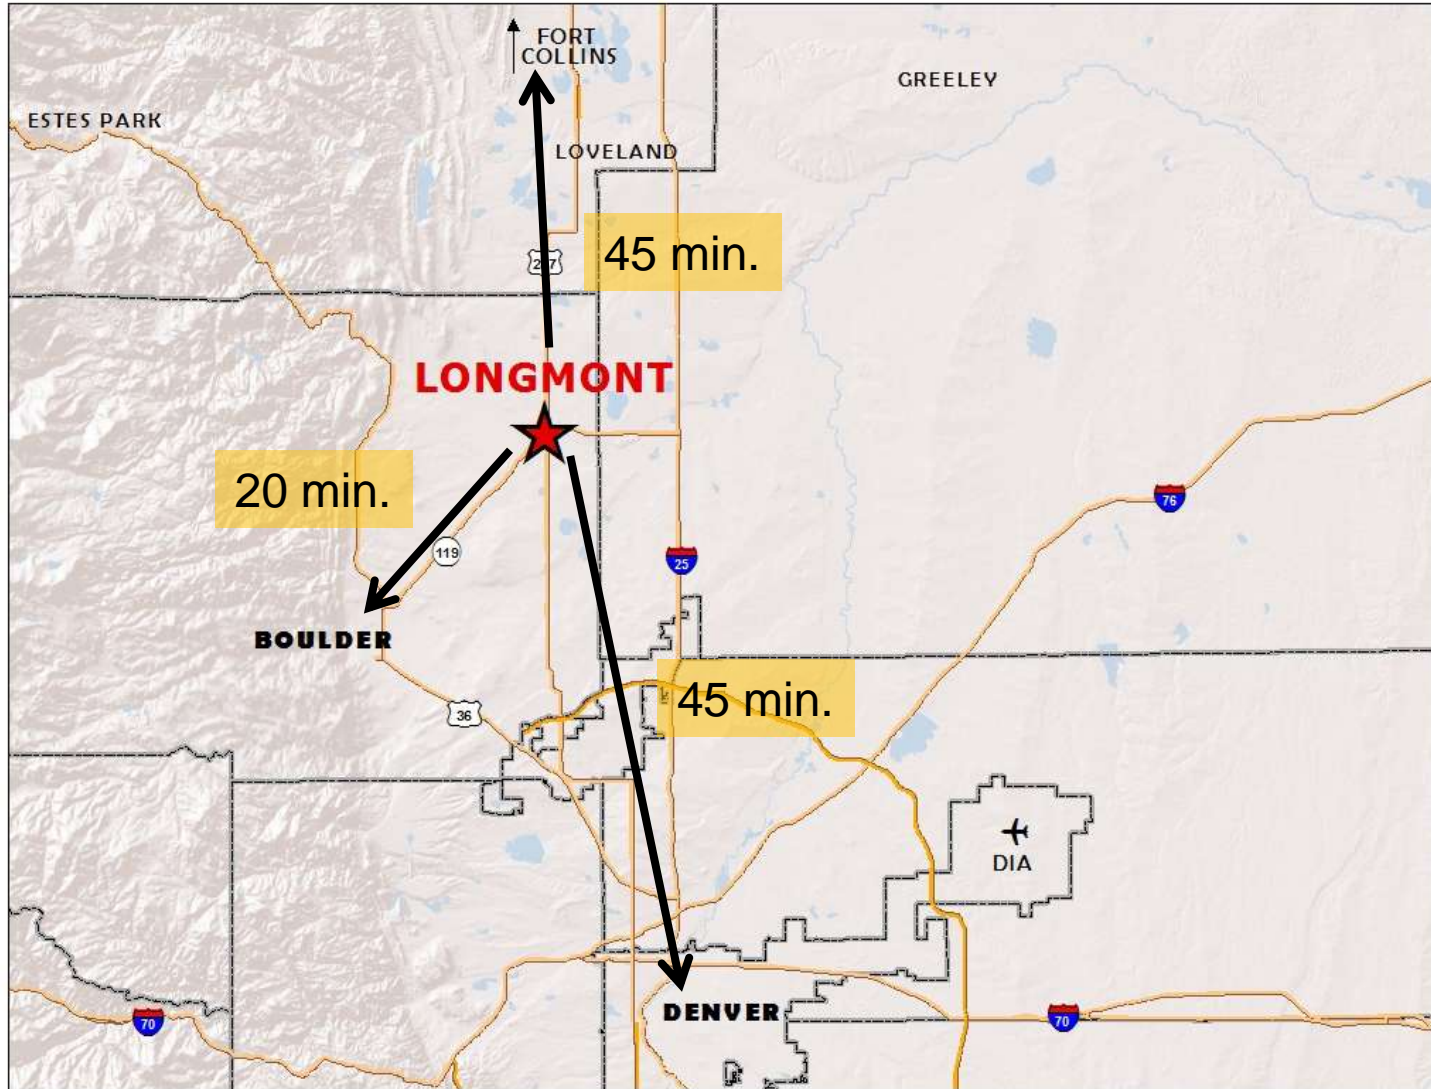 FORT
COLLINS
GREELEY
ESTES PARK
LOVELAND
45 min.
LONGMONT
20 min.
76
119
25
BOULDER
45 min.
36
DIA
DENVER
70
70